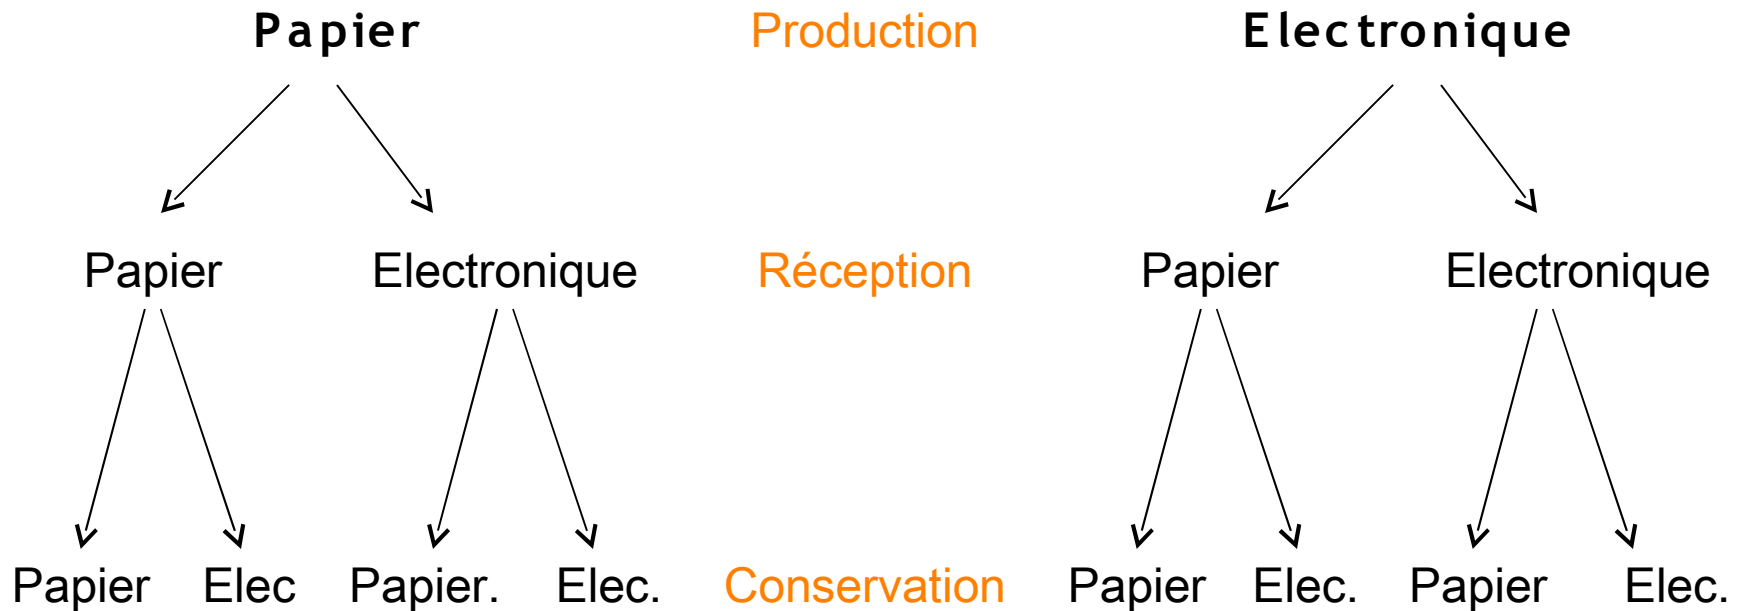 Papier Production Electronique
Papier Electronique Réception Papier Electronique
Papier Elec Papier. Elec. Conservation Papier Elec. Papier Elec.